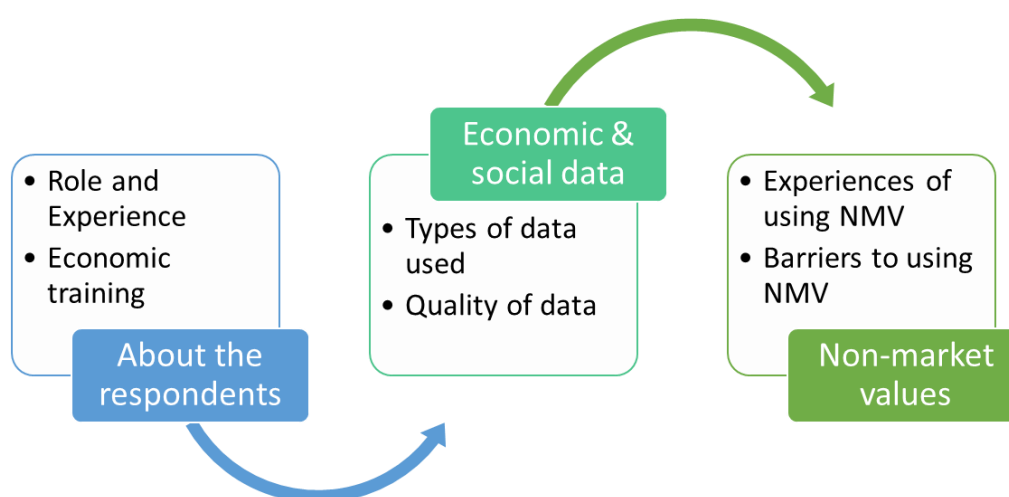 • Role and
Experience
• Economic
training
About the
respondents
Economic &
social data
• Types of data
used
• Quality of data
• Experiences of
using NMV
• Barriers to using
NMV
Non-market
values